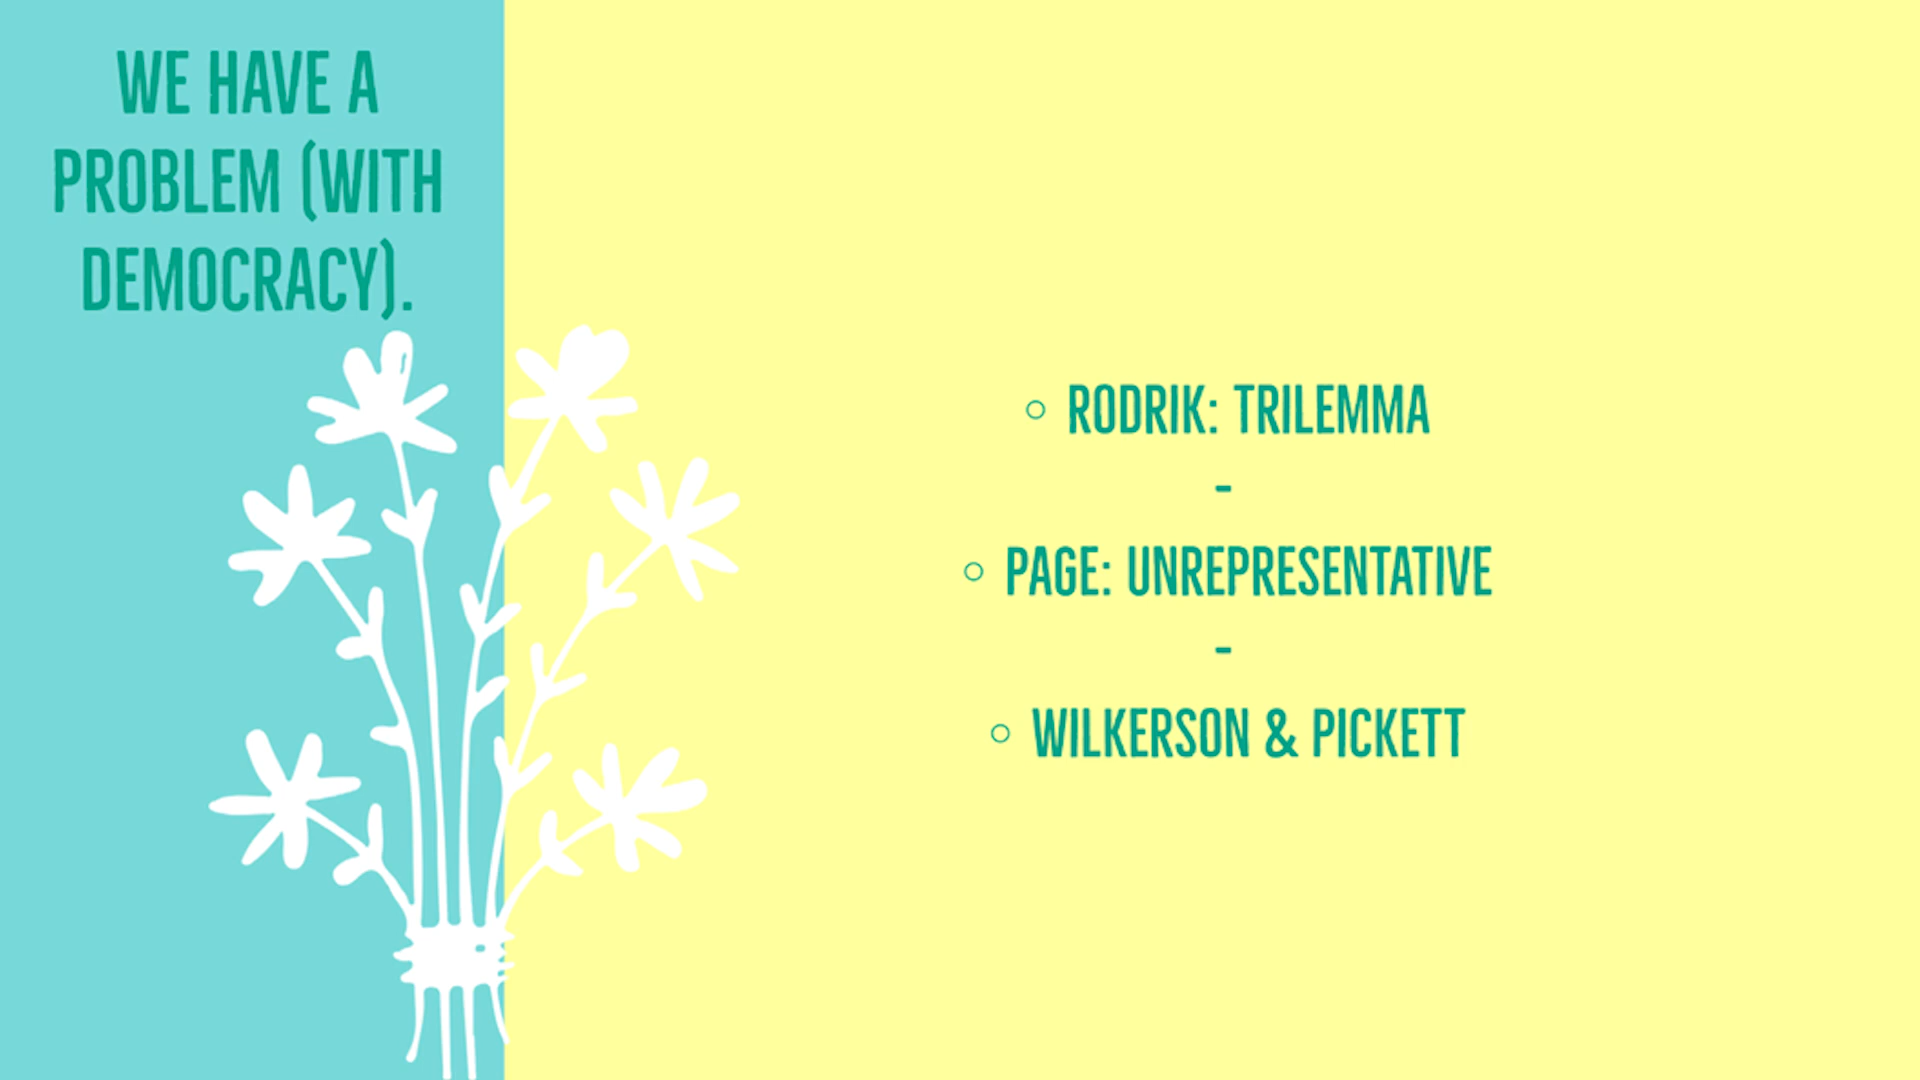 WE HAVE A
PROBLEM (WITH
DEMOCRACY).
○ RODRIK: TRILEMMA
-
○ PAGE: UNREPRESENTATIVE
-
○ WILKERSON & PICKETT